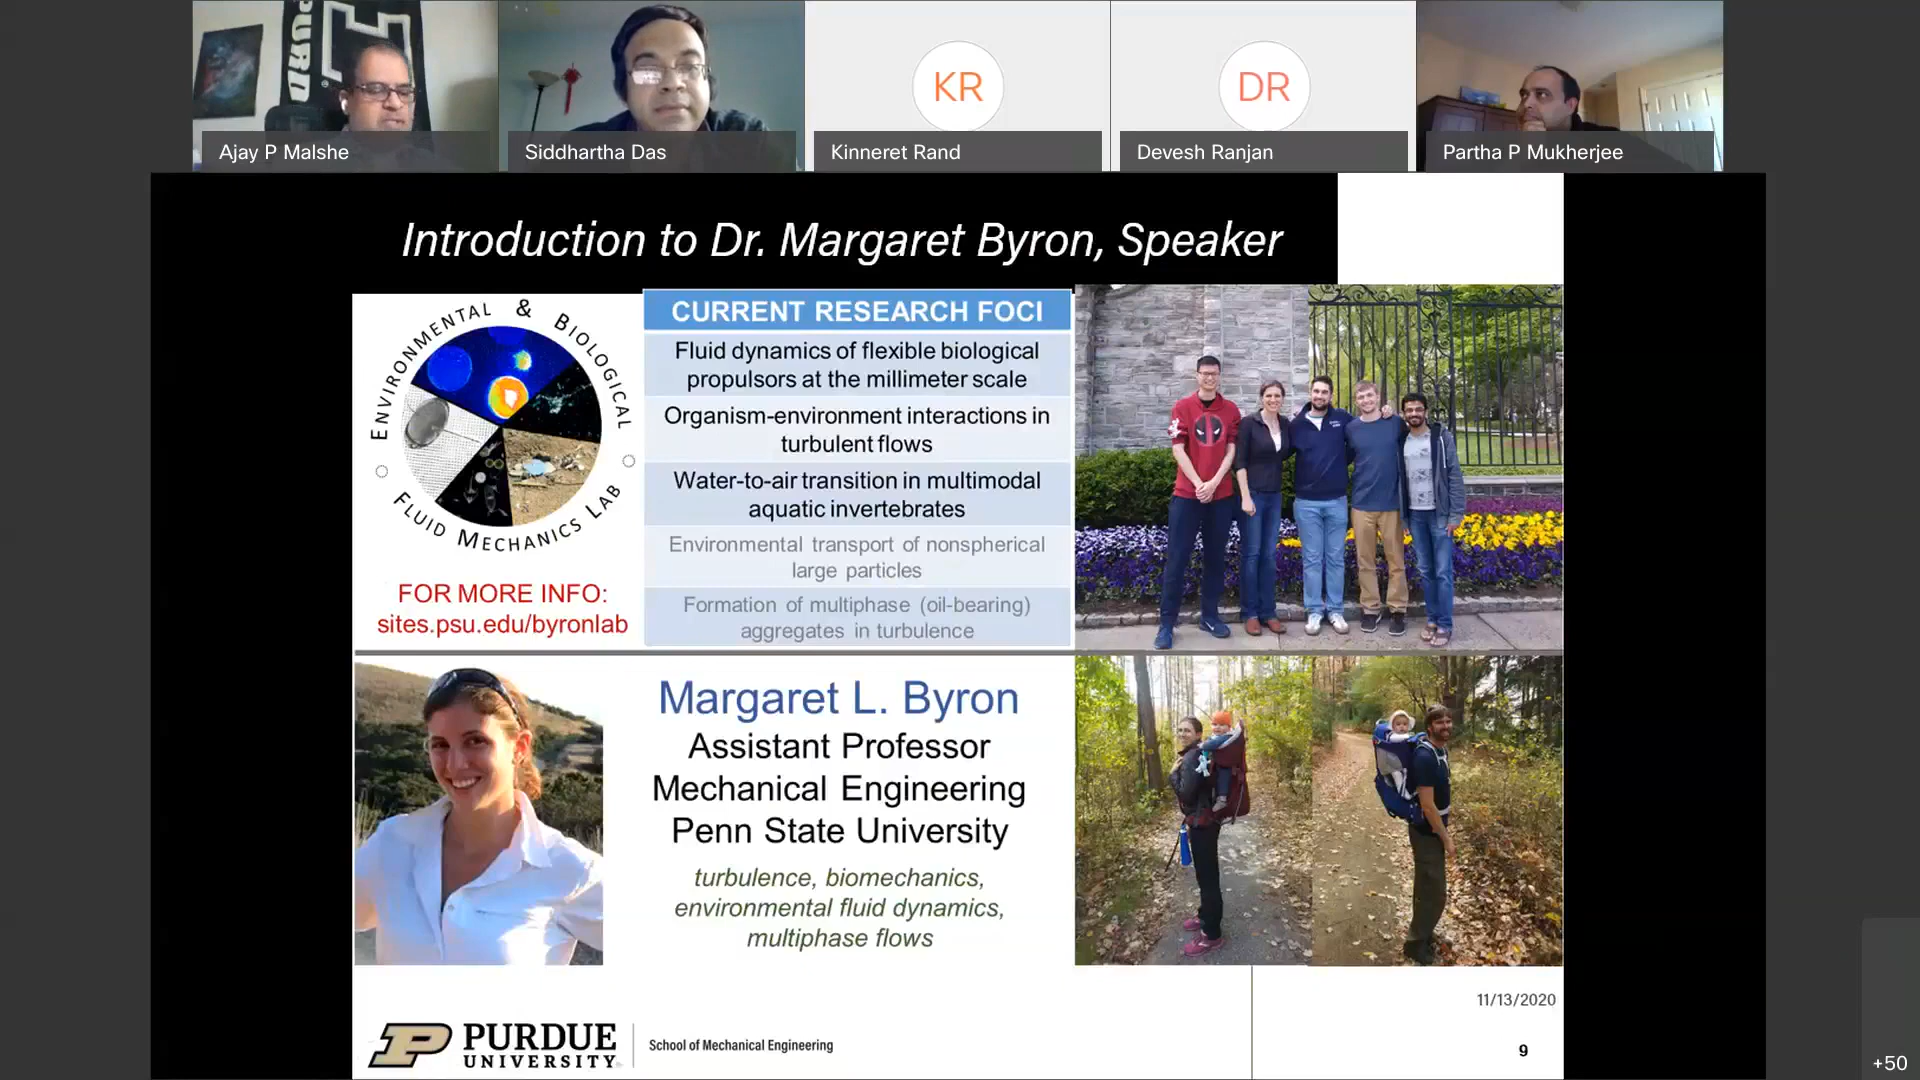 PURD
Ajay P Malshe
Siddhartha Das
KR
Kinneret Rand
DR
Devesh Ranjan
Partha P Mukherjee
Introduction to Dr. Margaret Byron, Speaker
ENVIRONMENTAL & BIOLOGICAL
FLUID MECHANICS LAB
FOR MORE INFO:
sites.psu.edu/byronlab
CURRENT RESEARCH FOCI
Fluid dynamics of flexible biological
propulsors at the millimeter scale
Organism-environment interactions in
turbulent flows
Water-to-air transition in multimodal
aquatic invertebrates
Environmental transport of nonspherical
large particles
Formation of multiphase (oil-bearing)
aggregates in turbulence
Margaret L. Byron
Assistant Professor
Mechanical Engineering
Penn State University
turbulence, biomechanics,
environmental fluid dynamics,
multiphase flows
11/13/2020
P PURDUE
UNIVERSITY
School of Mechanical Engineering
9
+50